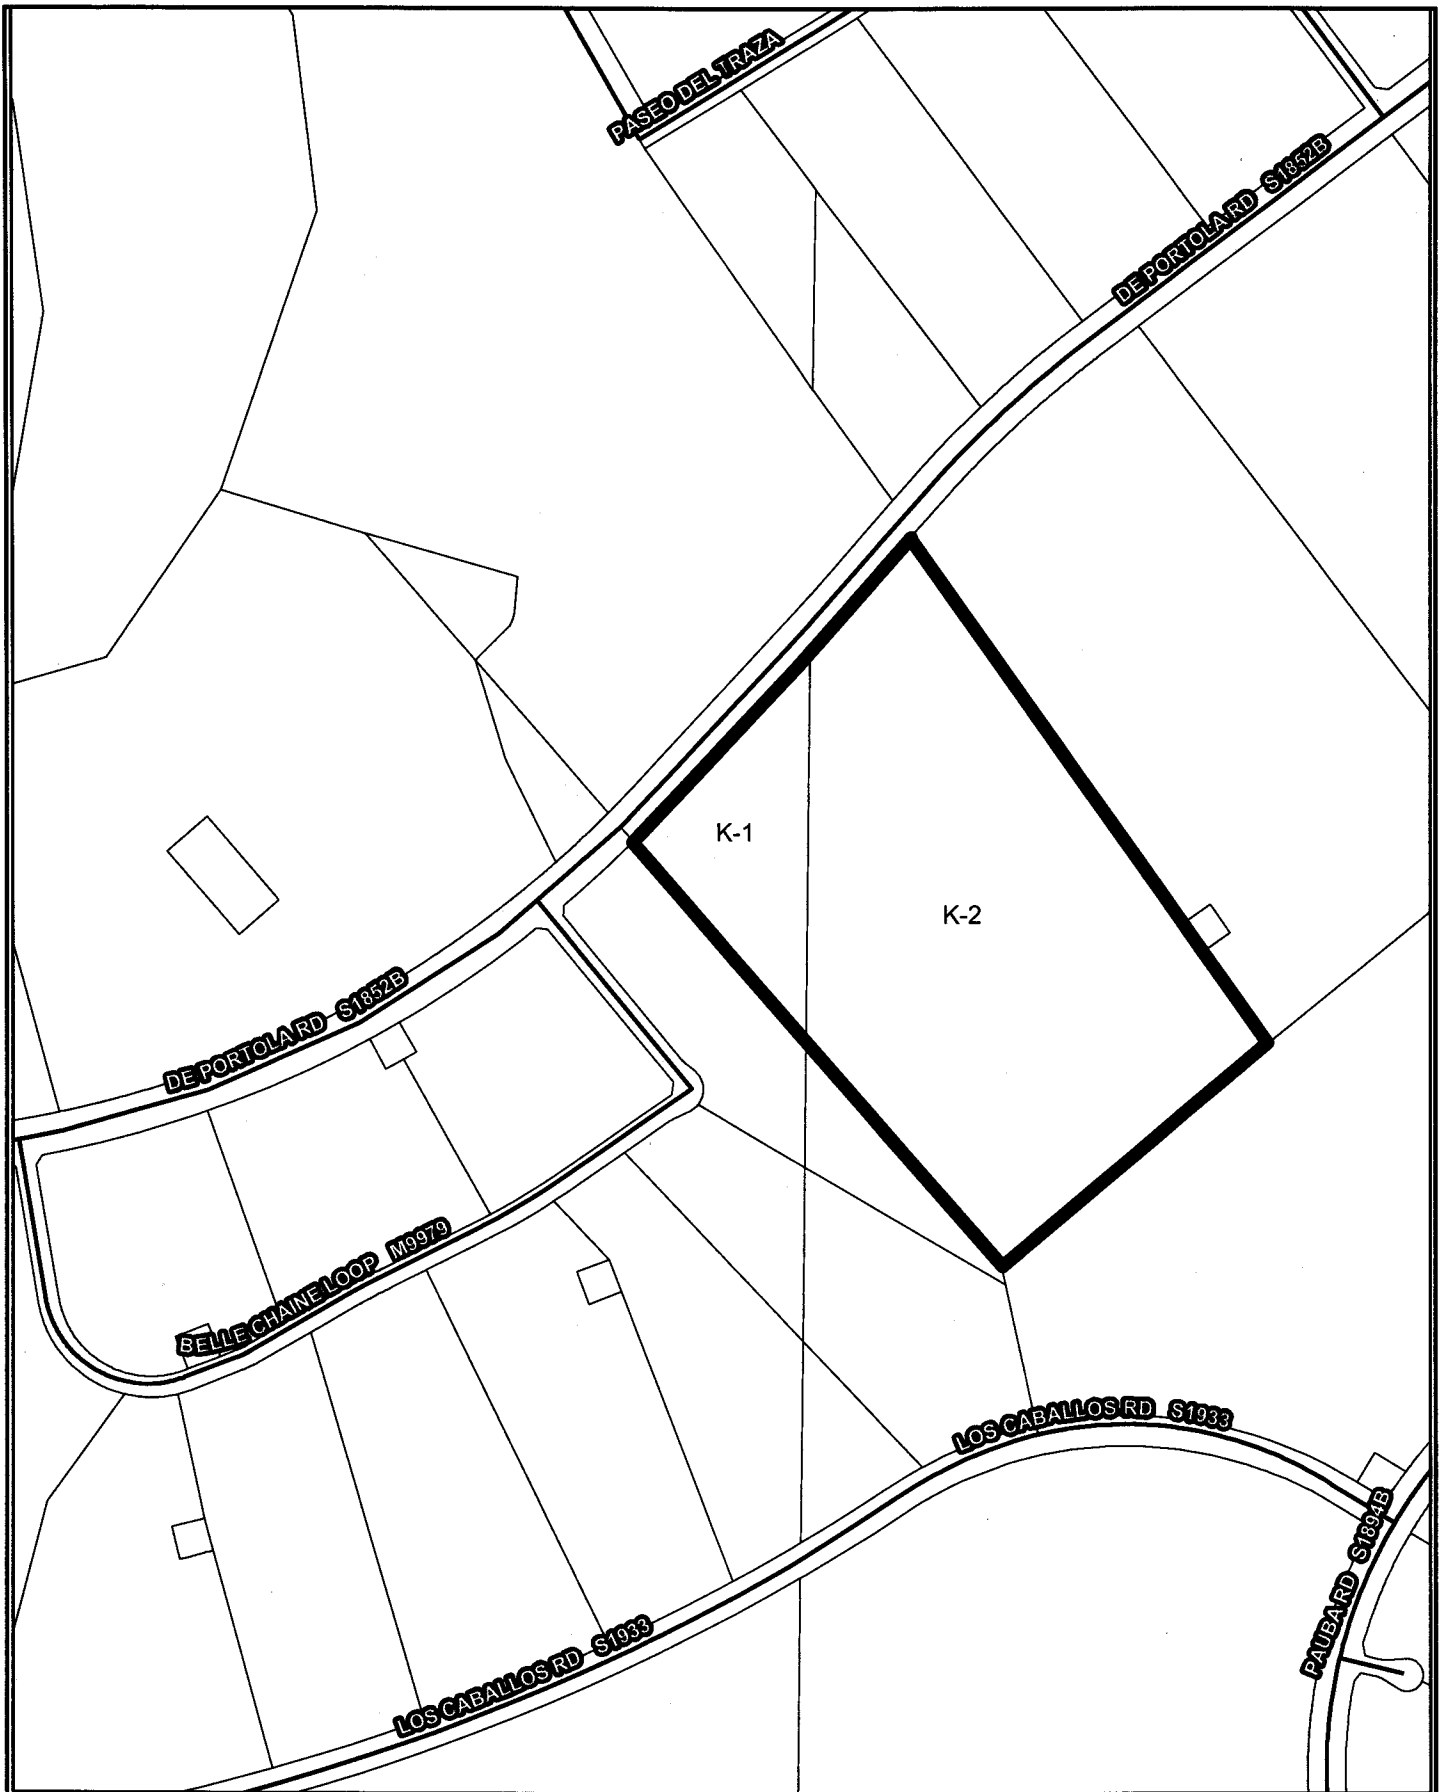 PASEO DEL TRAZA
DE PORTOLA RD S1852B
K-1
K-2
DE PORTOLA RD S1852B
BELLE CHAINE LOOP M9979
LOS CABALLOS RD S1933
PAUBA RD S1894B
LOS CABALLOS RD S1933